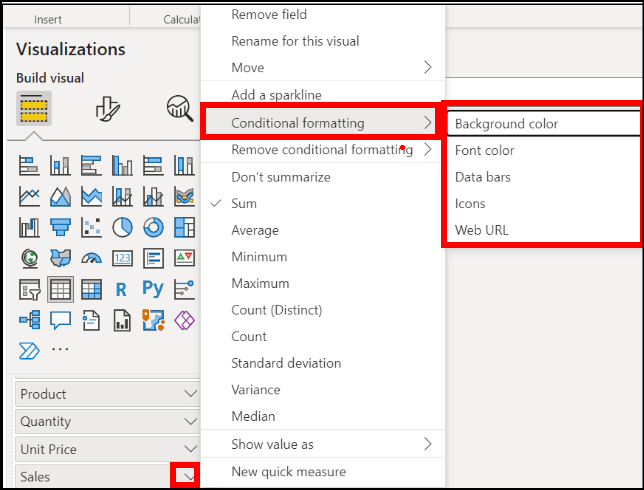 Insert
Calcula
Visualizations
Build visual
123
R
Py
Product
Quantity
Unit Price
Sales
Remove field
Rename for this visual
Move
Add a sparkline
Conditional formatting
Remove conditional formatting
Don't summarize
Sum
Average
Minimum
Maximum
Count (Distinct)
Count
Standard deviation
Variance
Median
Show value as
New quick measure
Background color
Font color
Data bars
Icons
Web URL